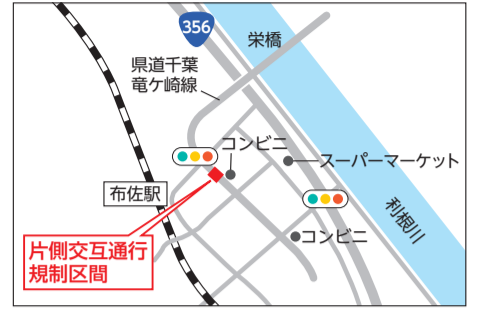 356
栄橋
県道千葉
竜ケ崎線
コンビニ
スーパーマーケット
布佐駅
利根川
コンビニ
片側交互通行
規制区間